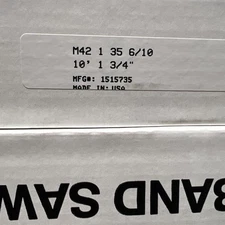 M42 1 35 6/10
10' 1 3/4"
MFG#: 1515735
MADE IN: USA
BAND SAW